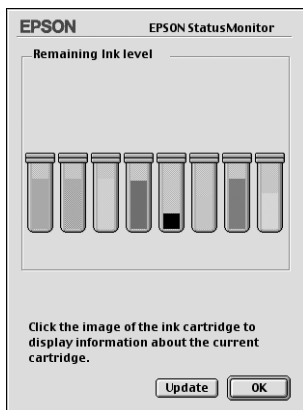 EPSON EPSON StatusMonitor
Remaining Ink level
Click the image of the ink cartridge to
display information about the current
cartridge.
Update OK